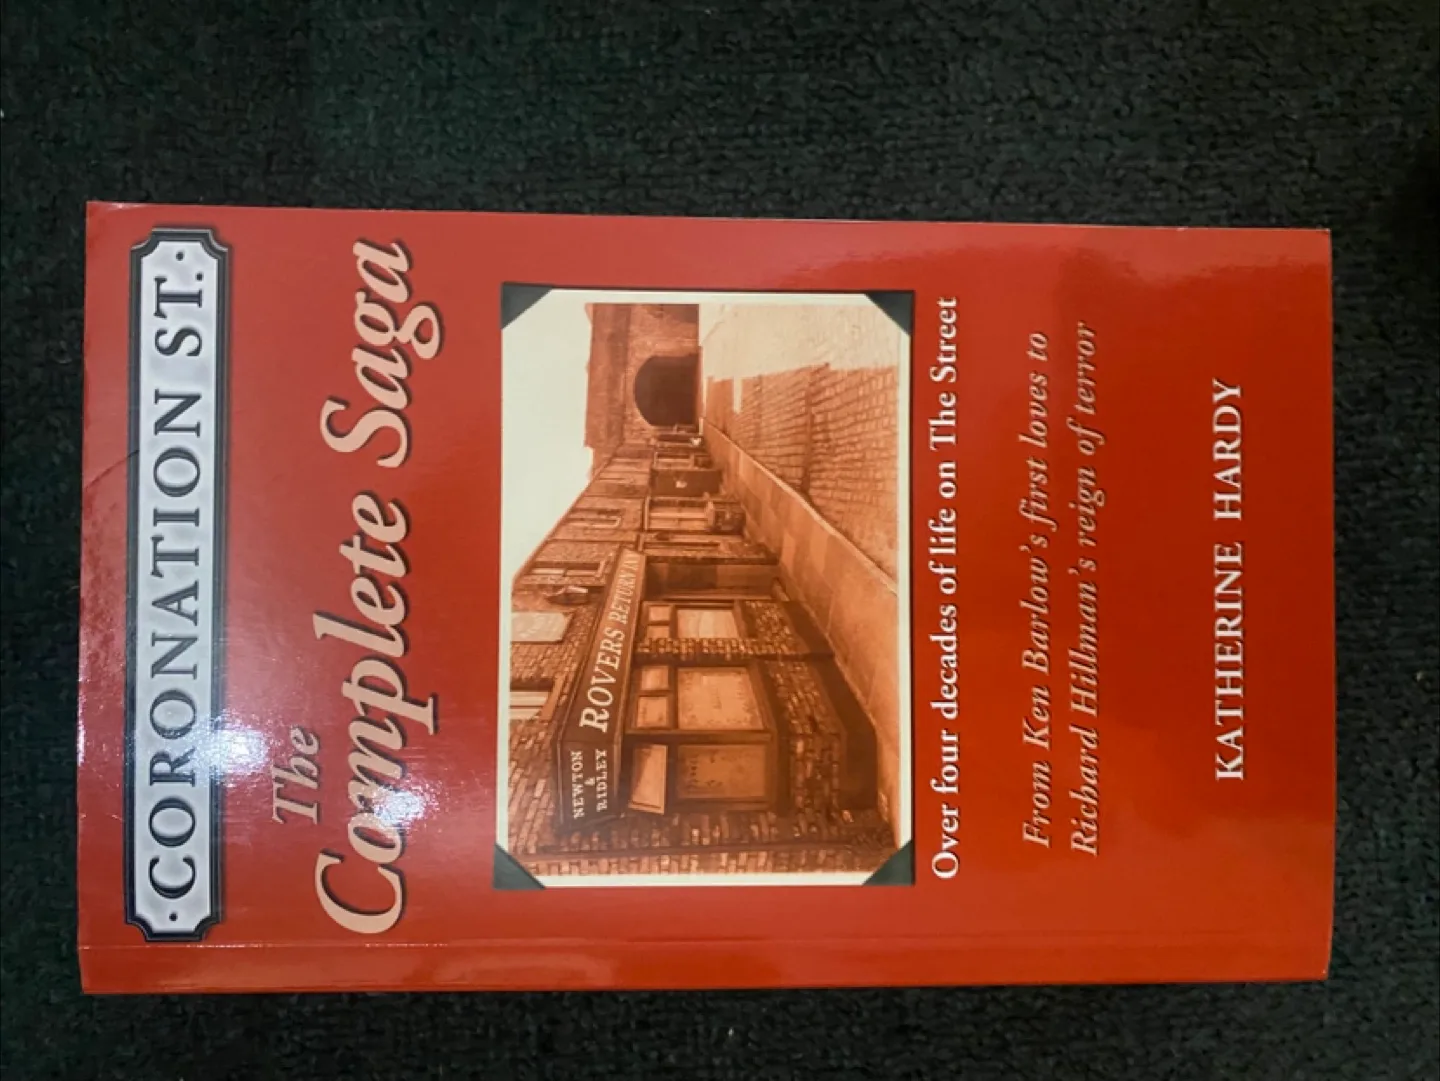 ·CORONATION ST.·
The
Complete Saga
NEWTON
&
RIDLEY
ROVERS RETURN INN
Over four decades of life on The Street
From Ken Barlow's first loves to
Richard Hillman's reign of terror
KATHERINE HARDY